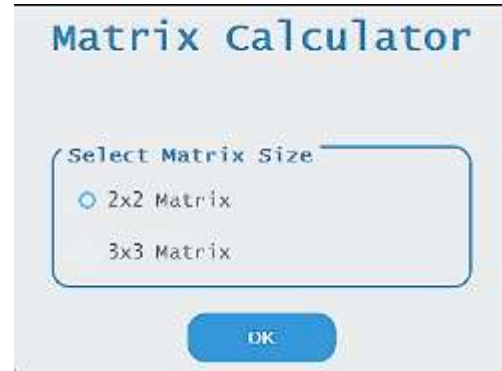 Matrix Calculator
Select Matrix Size
2x2 Matrix
3x3 Matrix
OK